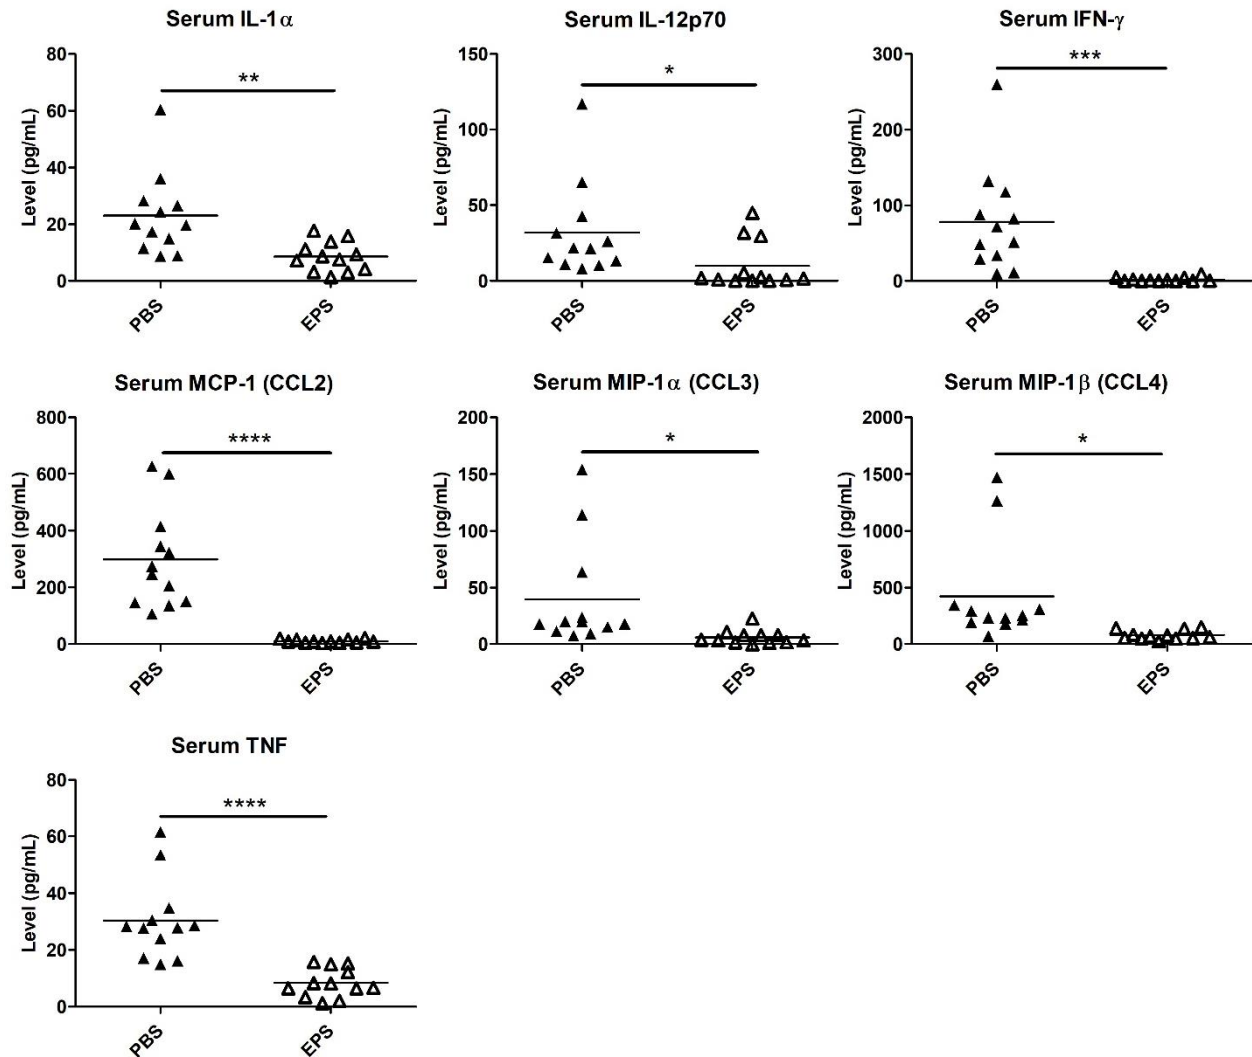 Serum IL-1α
Level (pg/mL)
80
60
40
20
0
**
PBS
EPS
Serum IL-12p70
Level (pg/mL)
150
100
50
0
*
PBS
EPS
Serum IFN-γ
Level (pg/mL)
300
200
100
0
***
PBS
EPS
Serum MCP-1 (CCL2)
Level (pg/mL)
800
600
400
200
0
****
PBS
EPS
Serum MIP-1α (CCL3)
Level (pg/mL)
200
150
100
50
0
*
PBS
EPS
Serum MIP-1β (CCL4)
Level (pg/mL)
2000
1500
1000
500
0
*
PBS
EPS
Serum TNF
Level (pg/mL)
80
60
40
20
0
****
PBS
EPS